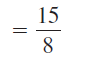 = 15/8